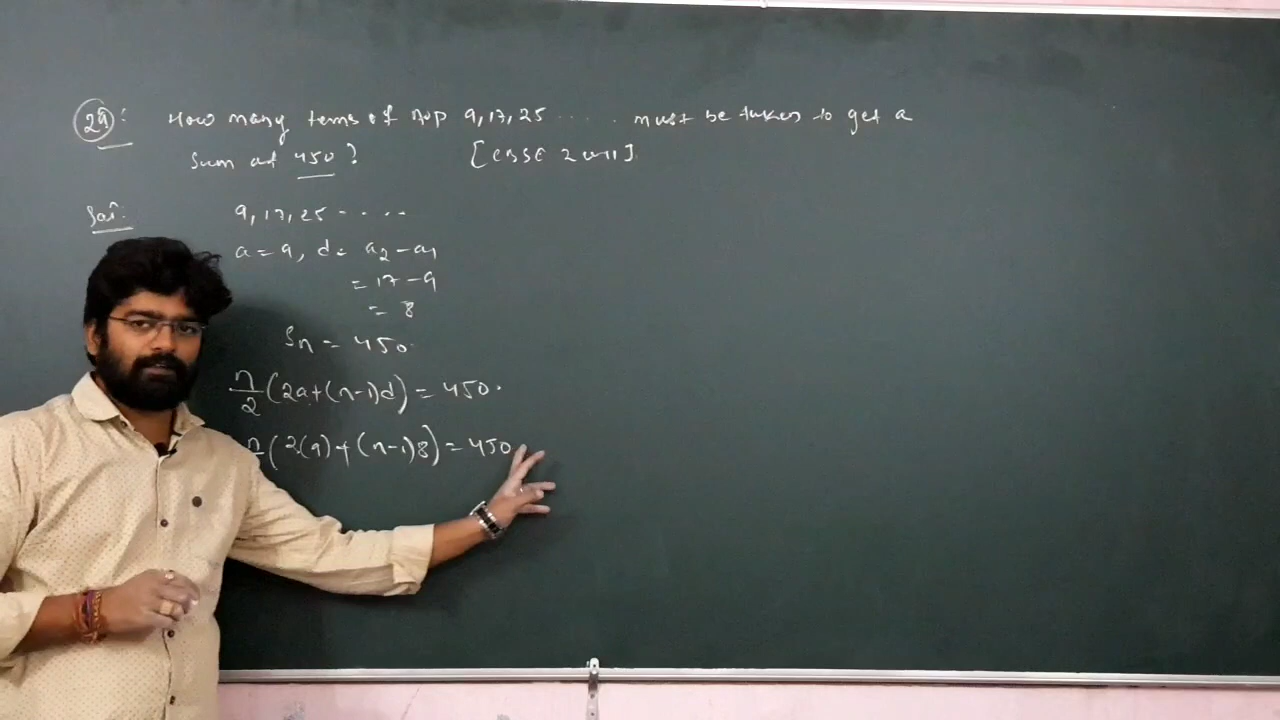 29: How many terms of A.P 9, 17, 25 ..... must be taken to get a
Sum of 450? [CBSE 2011].
Sol:
9, 17, 25 - ...
a = 9, d = a₂ - a₁
= 17 - 9
= 8
Sn = 450.
n/2 (2a+(n-1)d) = 450.
n/2 (2(9)+(n-1)8) = 450